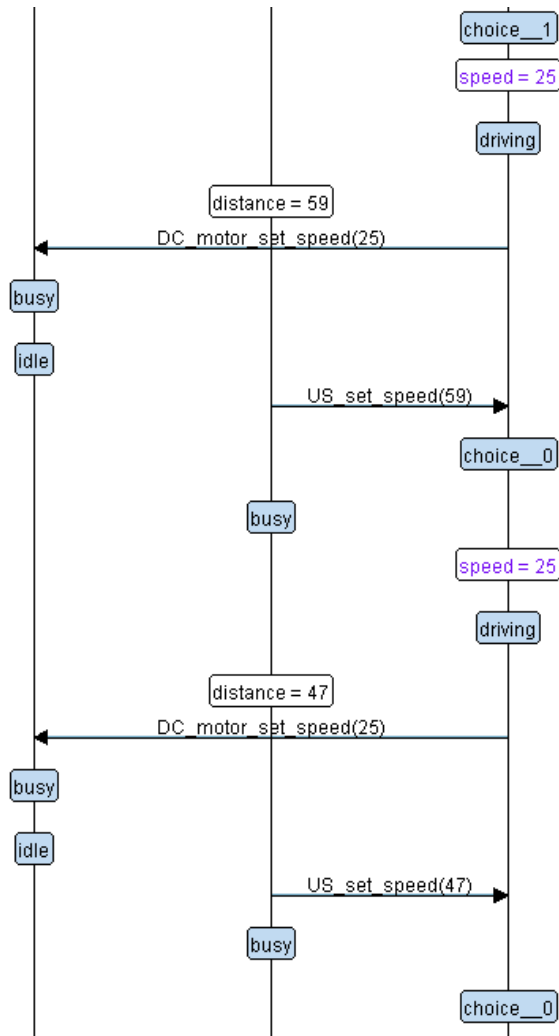 choice__1
speed = 25
driving
distance = 59
DC_motor_set_speed(25)
busy
idle
US_set_speed(59)
choice__0
busy
speed = 25
driving
distance = 47
DC_motor_set_speed(25)
busy
idle
US_set_speed(47)
busy
choice__0